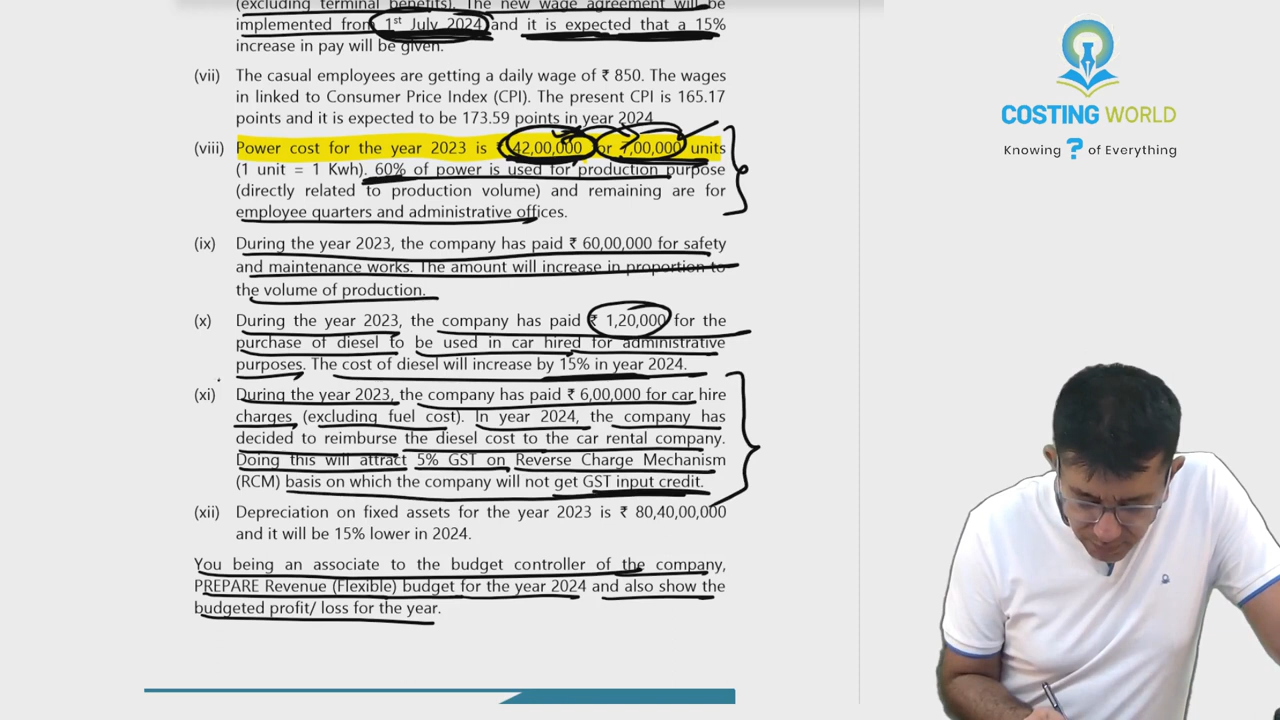 (excluding terminal benefits). The new wage agreement will be
implemented from 1st July 2024 and it is expected that a 15%
increase in pay will be given.
(vii) The casual employees are getting a daily wage of ₹ 850. The wages
in linked to Consumer Price Index (CPI). The present CPI is 165.17
points and it is expected to be 173.59 points in year 2024.
(viii) Power cost for the year 2023 is ₹ 42,00,000 for 7,00,000 units
(1 unit = 1 Kwh). 60% of power is used for production purpose
(directly related to production volume) and remaining are for
employee quarters and administrative offices.
(ix) During the year 2023, the company has paid ₹ 60,00,000 for safety
and maintenance works. The amount will increase in proportion to
the volume of production.
(x) During the year 2023, the company has paid ₹ 1,20,000 for the
purchase of diesel to be used in car hired for administrative
purposes. The cost of diesel will increase by 15% in year 2024.
(xi) During the year 2023, the company has paid ₹ 6,00,000 for car hire
charges (excluding fuel cost). In year 2024, the company has
decided to reimburse the diesel cost to the car rental company.
Doing this will attract 5% GST on Reverse Charge Mechanism
(RCM) basis on which the company will not get GST input credit.
(xii) Depreciation on fixed assets for the year 2023 is ₹ 80,40,00,000
and it will be 15% lower in 2024.
You being an associate to the budget controller of the company,
PREPARE Revenue (Flexible) budget for the year 2024 and also show the
budgeted profit/ loss for the year.
COSTING WORLD
Knowing ? of Everything